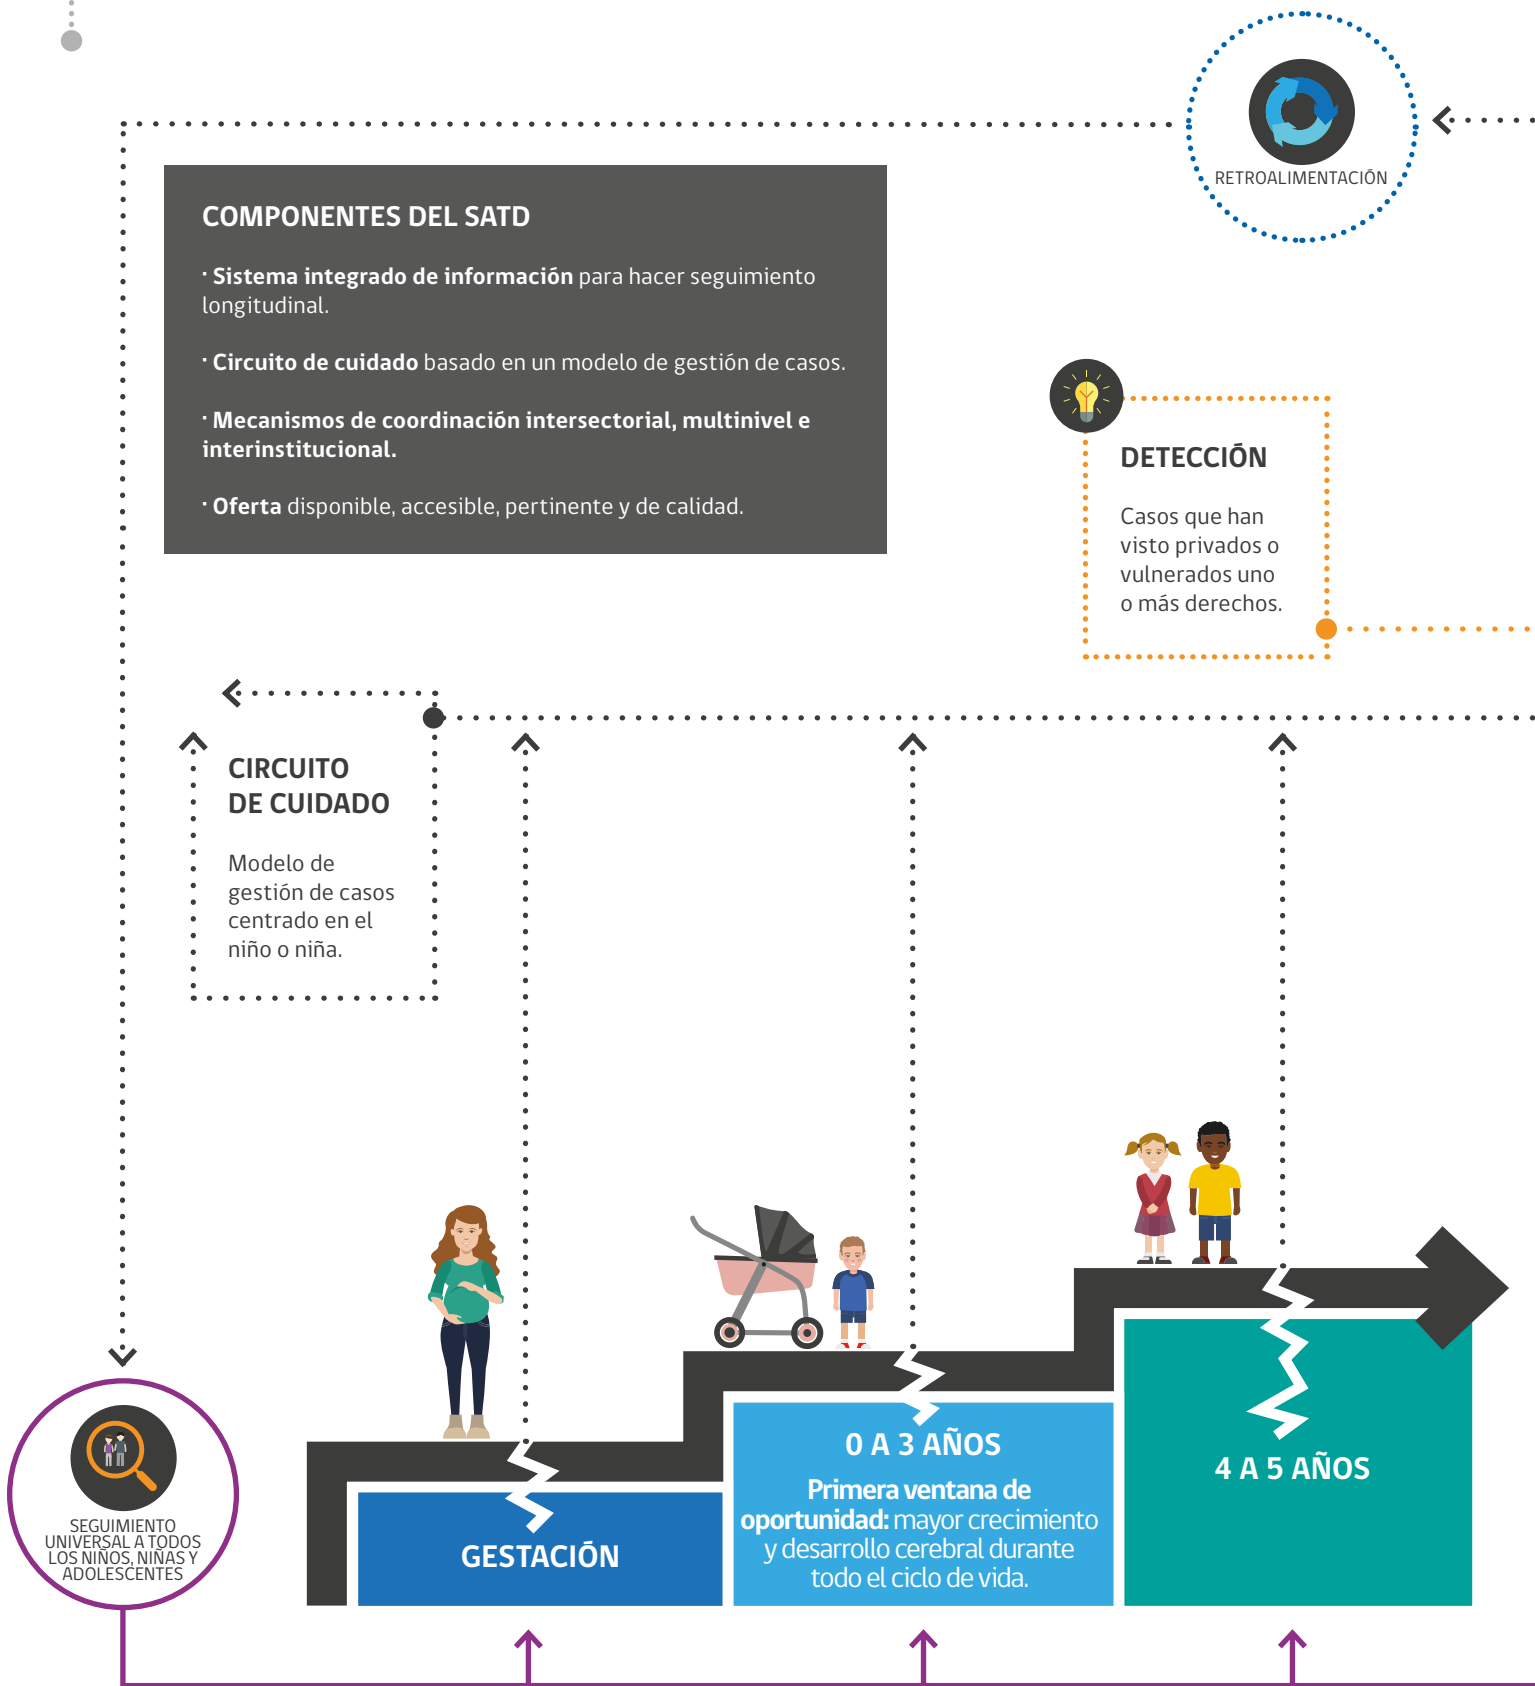 RETROALIMENTACIÓN
COMPONENTES DEL SATD
· Sistema integrado de información para hacer seguimiento
longitudinal.
· Circuito de cuidado basado en un modelo de gestión de casos.
· Mecanismos de coordinación intersectorial, multinivel e
interinstitucional.
· Oferta disponible, accesible, pertinente y de calidad.
DETECCIÓN
Casos que han
visto privados o
vulnerados uno
o más derechos.
CIRCUITO
DE CUIDADO
Modelo de
gestión de casos
centrado en el
niño o niña.
SEGUIMIENTO
UNIVERSAL A TODOS
LOS NIÑOS, NIÑAS Y
ADOLESCENTES
GESTACIÓN
0 A 3 AÑOS
Primera ventana de
oportunidad: mayor crecimiento
y desarrollo cerebral durante
todo el ciclo de vida.
4 A 5 AÑOS